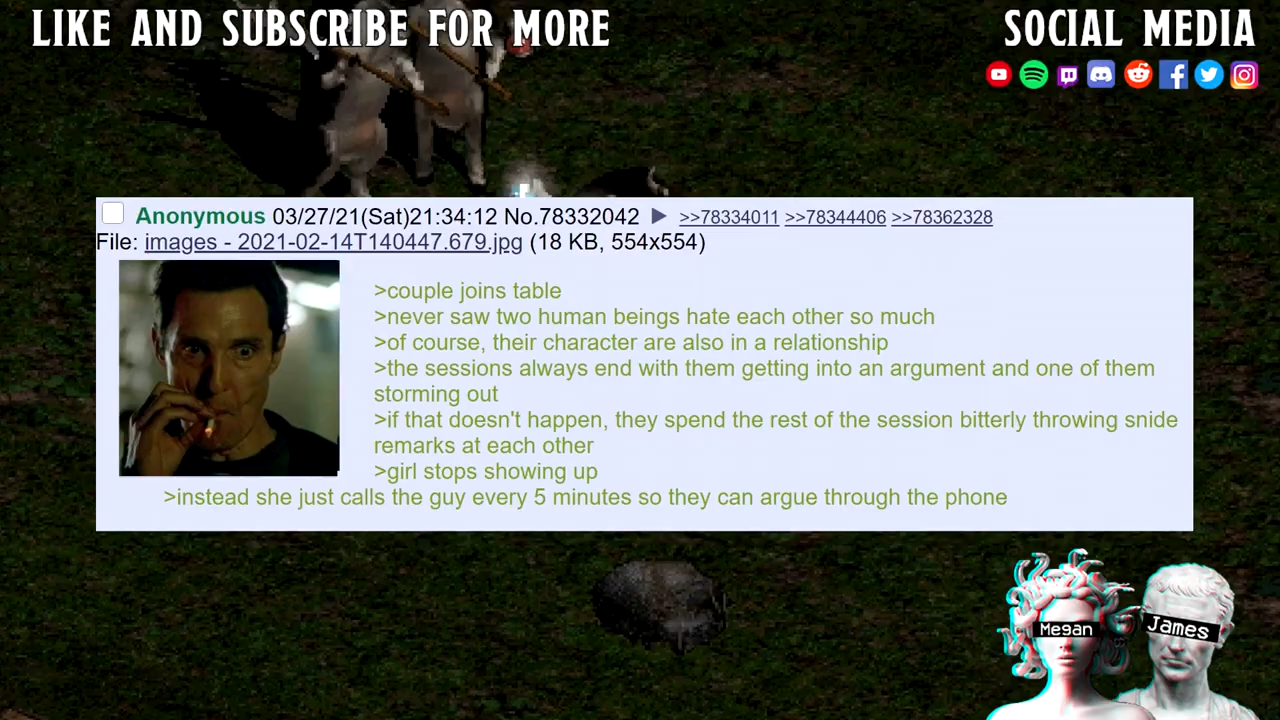 LIKE AND SUBSCRIBE FOR MORE
SOCIAL MEDIA
Anonymous 03/27/21(Sat)21:34:12 No.78332042 ▶ >>78334011 >>78344406 >>78362328
File: images - 2021-02-14T140447.679.jpg (18 KB, 554x554)
>couple joins table
>never saw two human beings hate each other so much
>of course, their character are also in a relationship
>the sessions always end with them getting into an argument and one of them
storming out
>if that doesn't happen, they spend the rest of the session bitterly throwing snide
remarks at each other
>girl stops showing up
>instead she just calls the guy every 5 minutes so they can argue through the phone
Megan
James